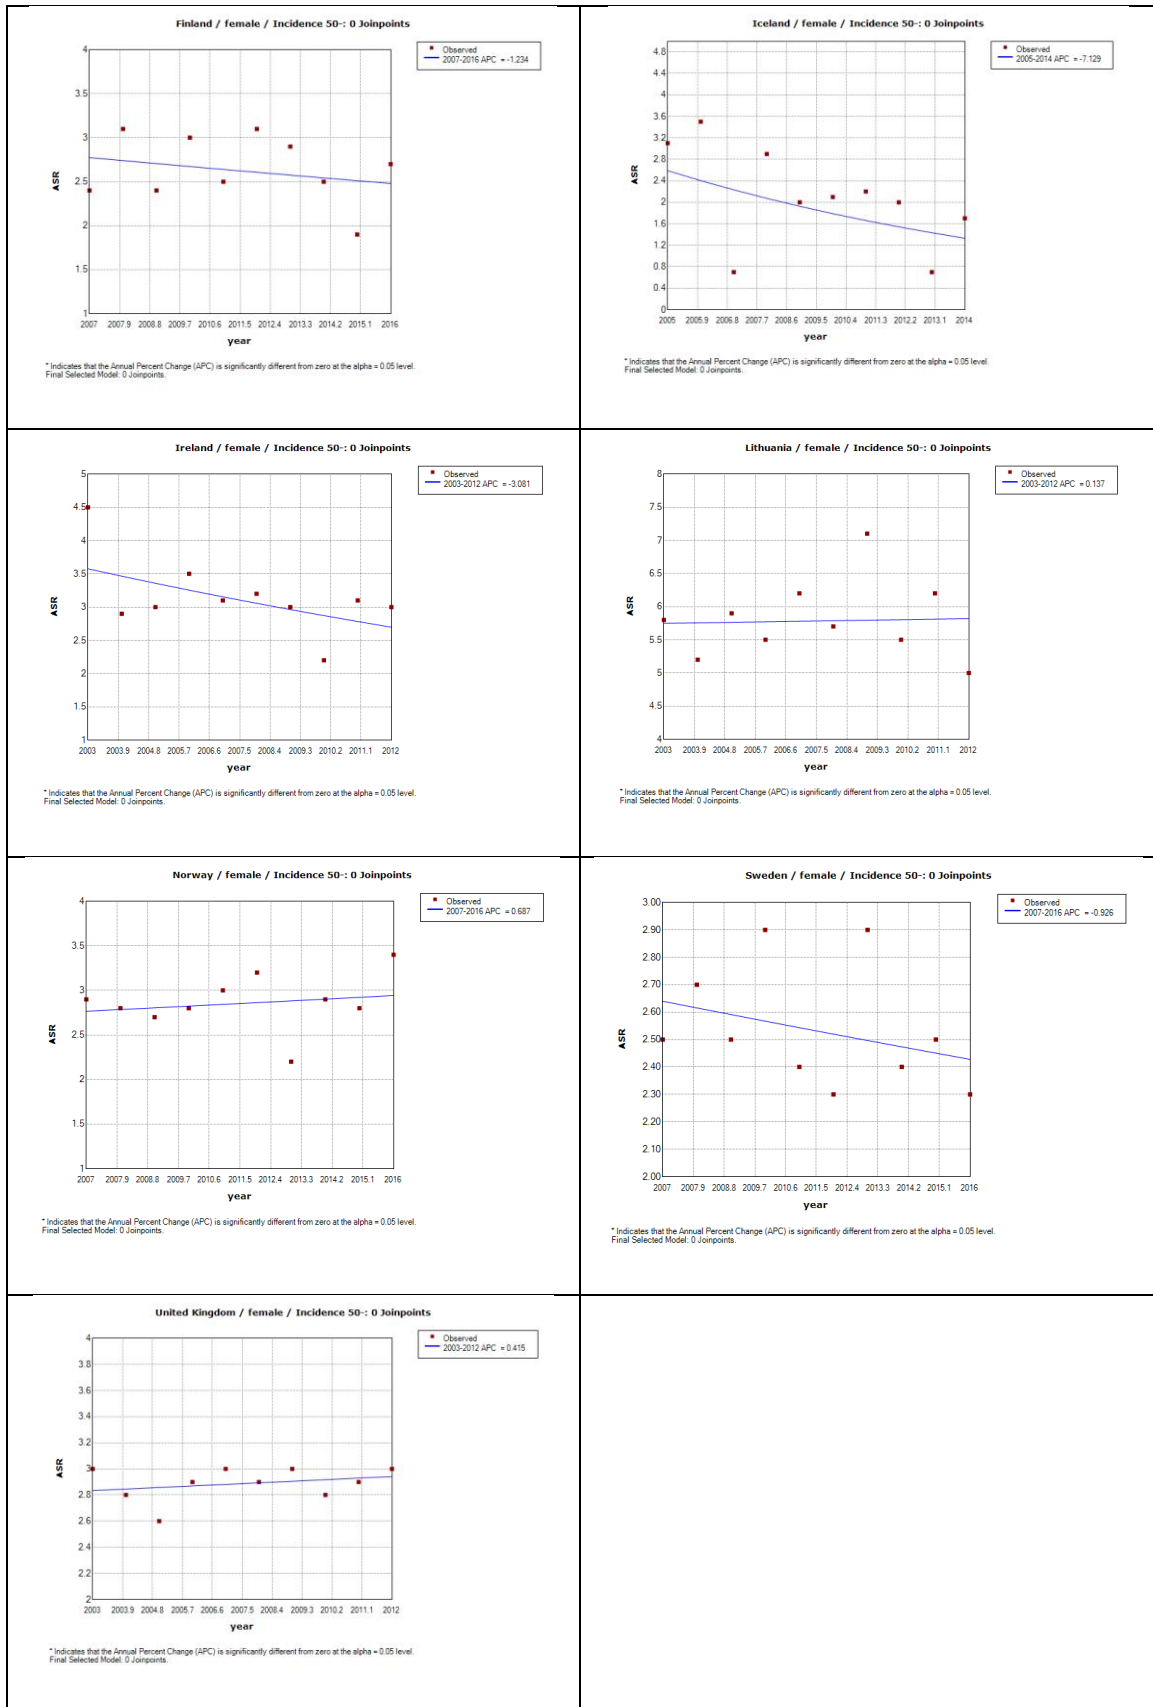 Finland / female / Incidence 50-: 0 Joinpoints
Observed
2007-2016 APC = -1.234
4
3.5
3
2.5
2
1.5
1
ASR
2007 2007.9 2008.8 2009.7 2010.6 2011.5 2012.4 2013.3 2014.2 2015.1 2016
year
* Indicates that the Annual Percent Change (APC) is significantly different from zero at the alpha = 0.05 level.
Final Selected Model: 0 Joinpoints.
Iceland / female / Incidence 50-: 0 Joinpoints
Observed
2005-2014 APC = -7.129
4.8
4.4
4
3.6
3.2
2.8
2.4
2
1.6
1.2
0.8
0.4
0
ASR
2005 2005.9 2006.8 2007.7 2008.6 2009.5 2010.4 2011.3 2012.2 2013.1 2014
year
* Indicates that the Annual Percent Change (APC) is significantly different from zero at the alpha = 0.05 level.
Final Selected Model: 0 Joinpoints.
Ireland / female / Incidence 50-: 0 Joinpoints
Observed
2003-2012 APC = -3.081
5
4.5
4
3.5
3
2.5
2
1.5
1
ASR
2003 2003.9 2004.8 2005.7 2006.6 2007.5 2008.4 2009.3 2010.2 2011.1 2012
year
* Indicates that the Annual Percent Change (APC) is significantly different from zero at the alpha = 0.05 level.
Final Selected Model: 0 Joinpoints.
Lithuania / female / Incidence 50-: 0 Joinpoints
Observed
2003-2012 APC = 0.137
8
7.5
7
6.5
6
5.5
5
4.5
4
ASR
2003 2003.9 2004.8 2005.7 2006.6 2007.5 2008.4 2009.3 2010.2 2011.1 2012
year
* Indicates that the Annual Percent Change (APC) is significantly different from zero at the alpha = 0.05 level.
Final Selected Model: 0 Joinpoints.
Norway / female / Incidence 50-: 0 Joinpoints
Observed
2007-2016 APC = 0.687
4
3.5
3
2.5
2
1.5
1
ASR
2007 2007.9 2008.8 2009.7 2010.6 2011.5 2012.4 2013.3 2014.2 2015.1 2016
year
* Indicates that the Annual Percent Change (APC) is significantly different from zero at the alpha = 0.05 level.
Final Selected Model: 0 Joinpoints.
Sweden / female / Incidence 50-: 0 Joinpoints
Observed
2007-2016 APC = -0.926
3.00
2.90
2.80
2.70
2.60
2.50
2.40
2.30
2.20
2.10
2.00
ASR
2007 2007.9 2008.8 2009.7 2010.6 2011.5 2012.4 2013.3 2014.2 2015.1 2016
year
* Indicates that the Annual Percent Change (APC) is significantly different from zero at the alpha = 0.05 level.
Final Selected Model: 0 Joinpoints.
United Kingdom / female / Incidence 50-: 0 Joinpoints
Observed
2003-2012 APC = 0.415
4
3.8
3.6
3.4
3.2
3
2.8
2.6
2.4
2.2
2
ASR
2003 2003.9 2004.8 2005.7 2006.6 2007.5 2008.4 2009.3 2010.2 2011.1 2012
year
* Indicates that the Annual Percent Change (APC) is significantly different from zero at the alpha = 0.05 level.
Final Selected Model: 0 Joinpoints.